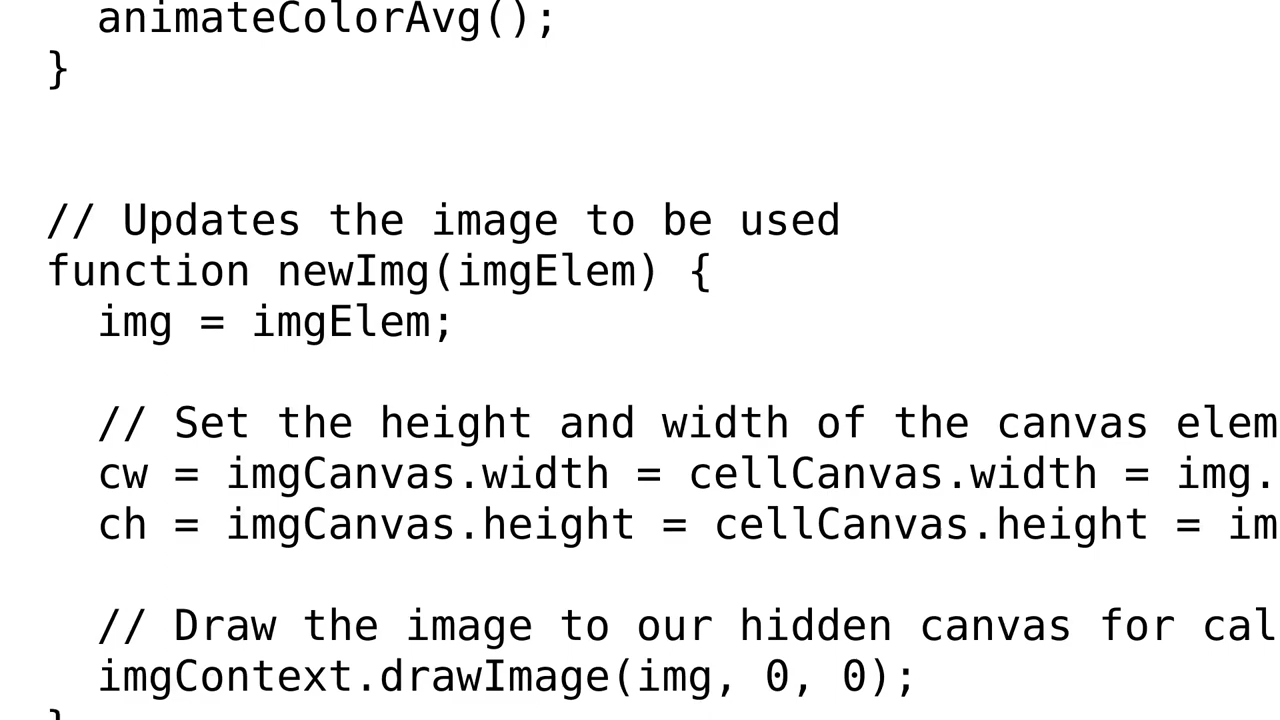 animateColorAvg();
}

// Updates the image to be used
function newImg(imgElem) {
  img = imgElem;

  // Set the height and width of the canvas elem
  cw = imgCanvas.width = cellCanvas.width = img.
  ch = imgCanvas.height = cellCanvas.height = im

  // Draw the image to our hidden canvas for cal
  imgContext.drawImage(img, 0, 0);
}